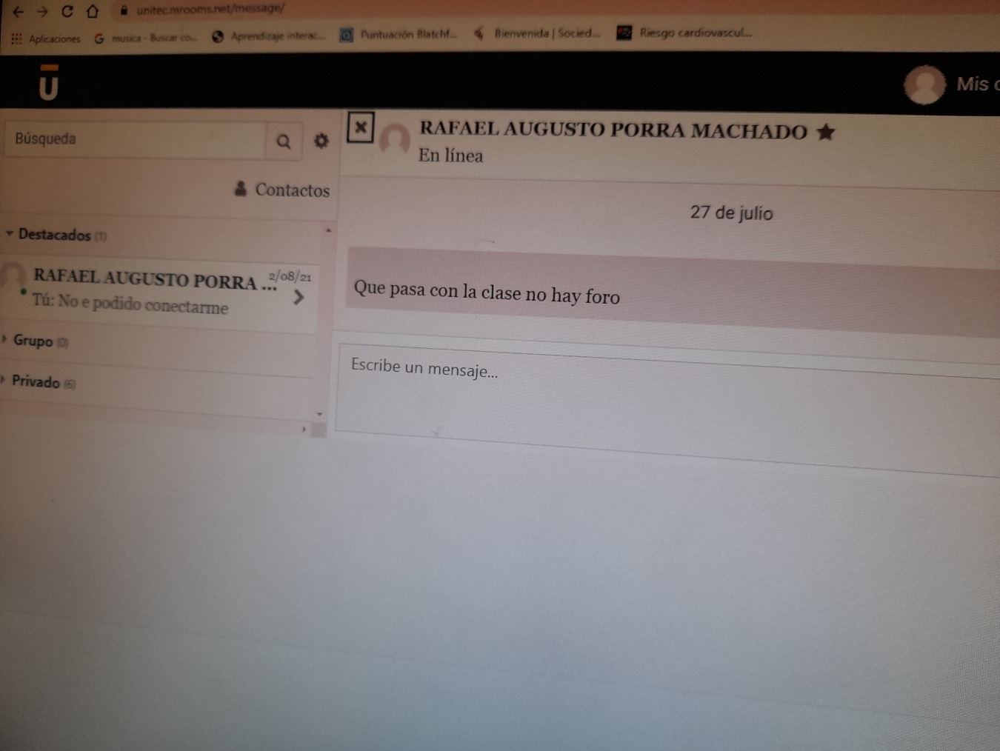 unitec.mrooms.net/message/
Aplicaciones
musica - Buscar co...
Aprendizaje interac...
Puntuación Blatchf...
Bienvenida | Socied...
Riesgo cardiovascul...
U
Mis
Búsqueda
RAFAEL AUGUSTO PORRA MACHADO
En línea
Contactos
27 de julio
Destacados (1)
RAFAEL AUGUSTO PORRA ...
2/08/21
Tú: No e podido conectarme
Que pasa con la clase no hay foro
Grupo (0)
Privado (6)
Escribe un mensaje...